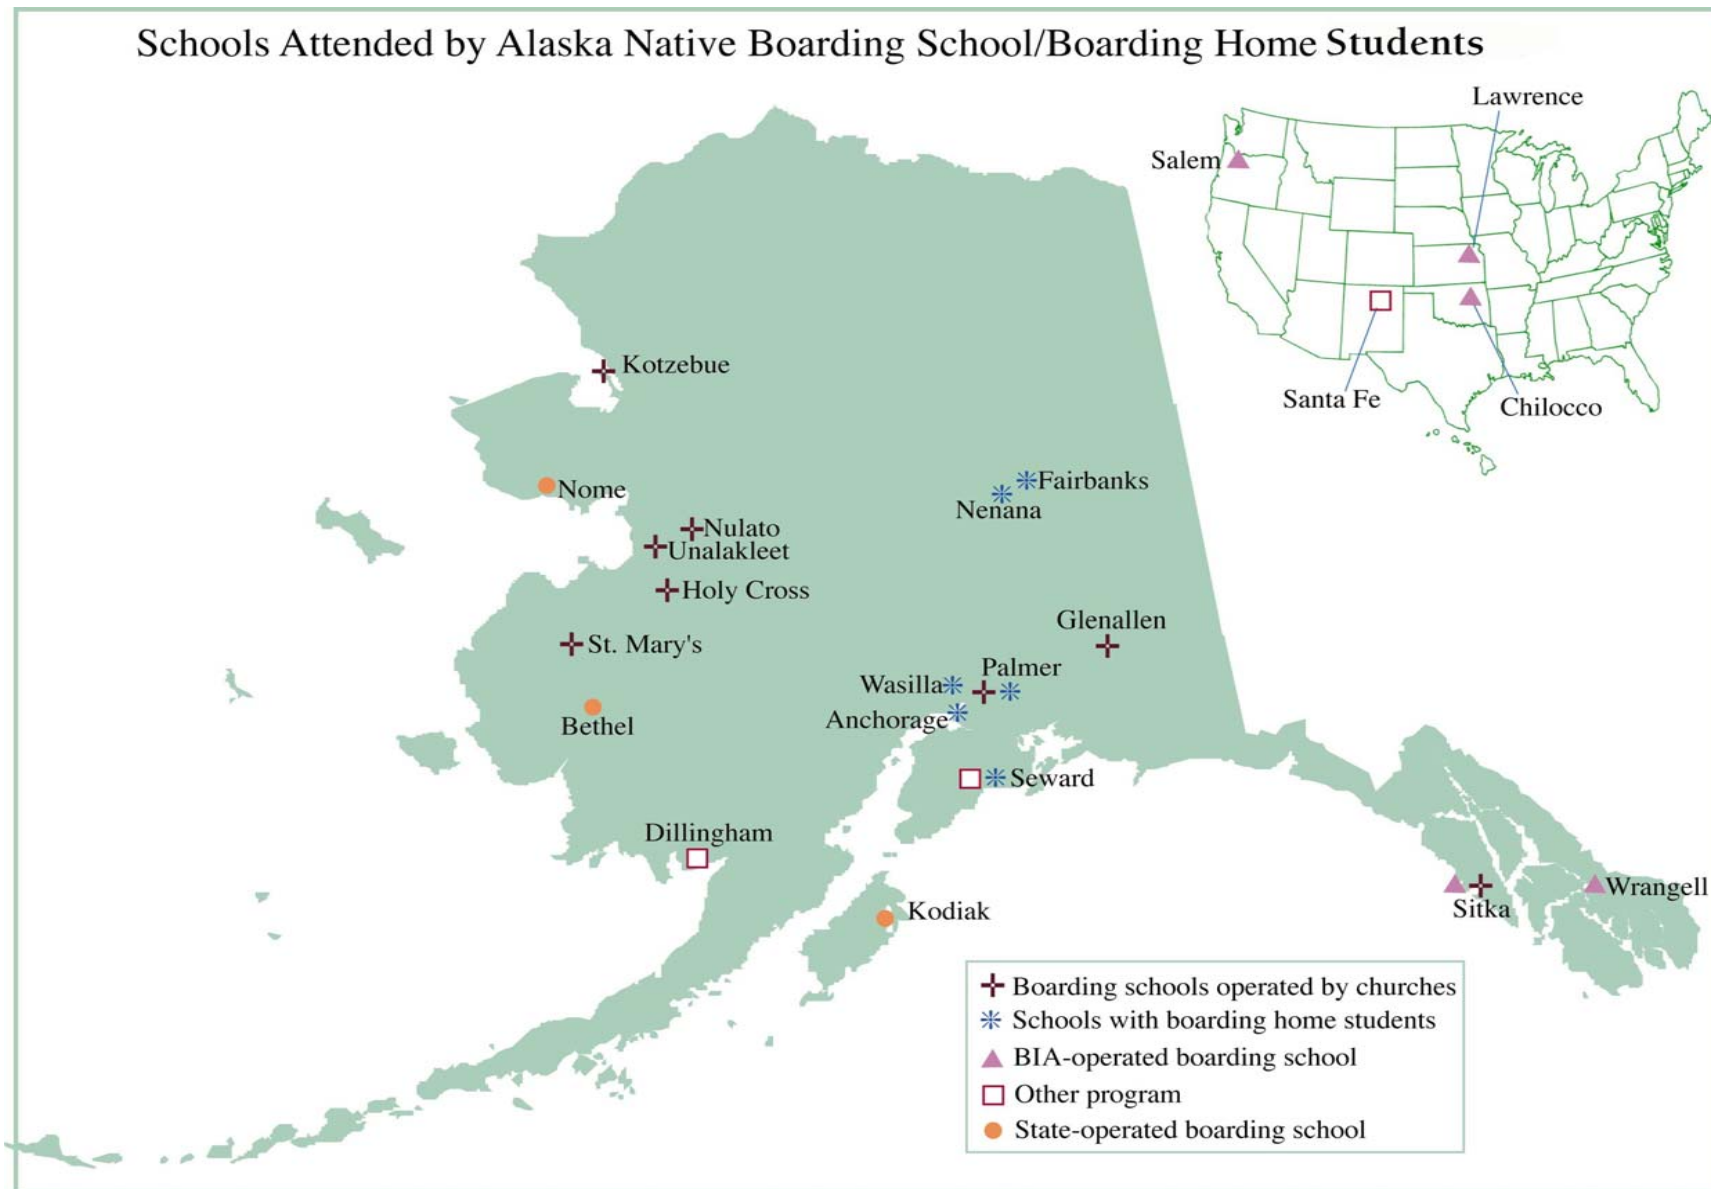 Schools Attended by Alaska Native Boarding School/Boarding Home Students
Lawrence
Salem
Santa Fe
Chilocco
Kotzebue
Nome
Fairbanks
Nenana
Nulato
Unalakleet
Holy Cross
St. Mary's
Glenallen
Palmer
Wasilla
Anchorage
Bethel
Seward
Dillingham
Kodiak
Sitka
Wrangell
Boarding schools operated by churches
Schools with boarding home students
BIA-operated boarding school
Other program
State-operated boarding school